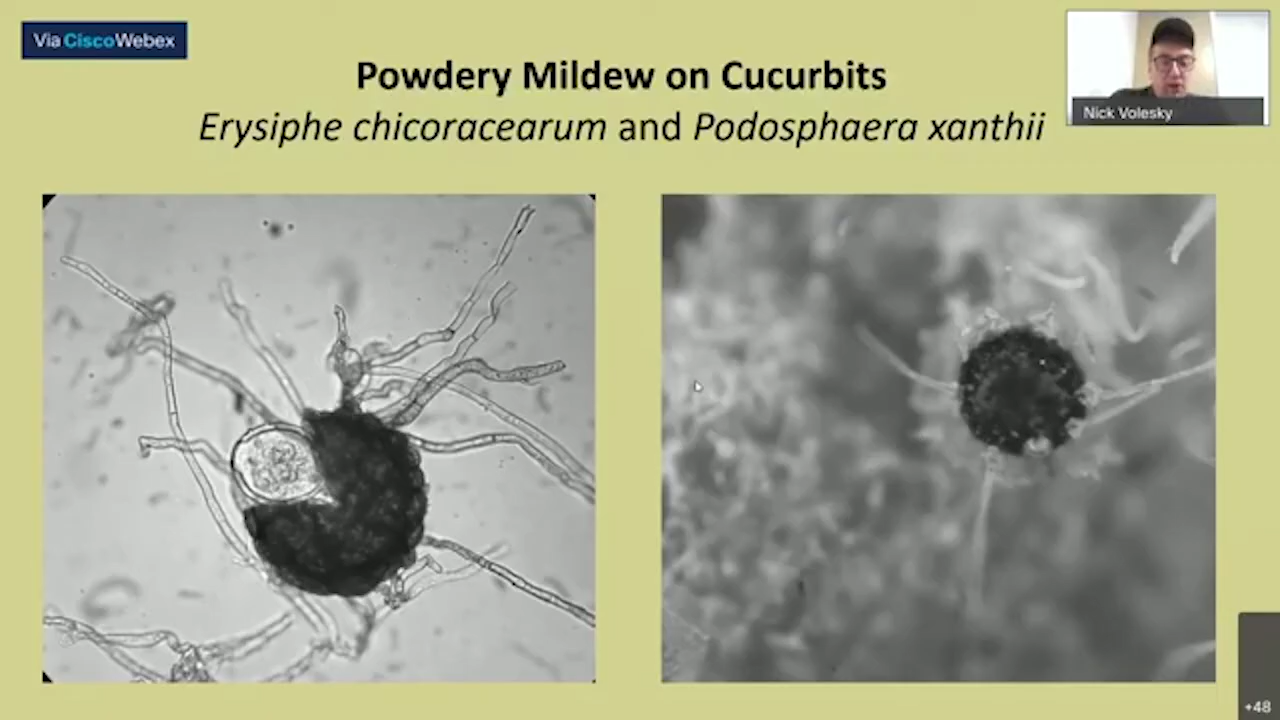 Via CiscoWebex
Powdery Mildew on Cucurbits
Erysiphe chicoracearum and Podosphaera xanthii
Nick Volesky
+48